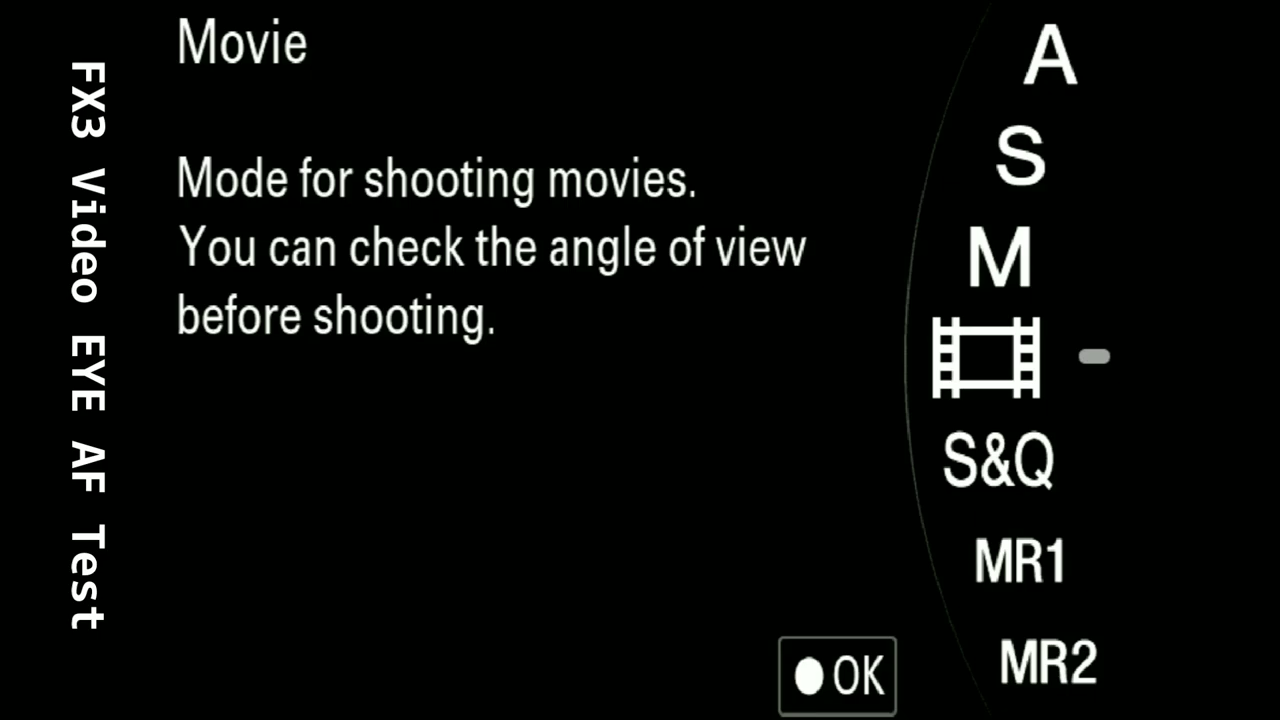 FX3 Video EYE AF Test
Movie
Mode for shooting movies.
You can check the angle of view
before shooting.
A
S
M
S&Q
MR1
MR2
OK